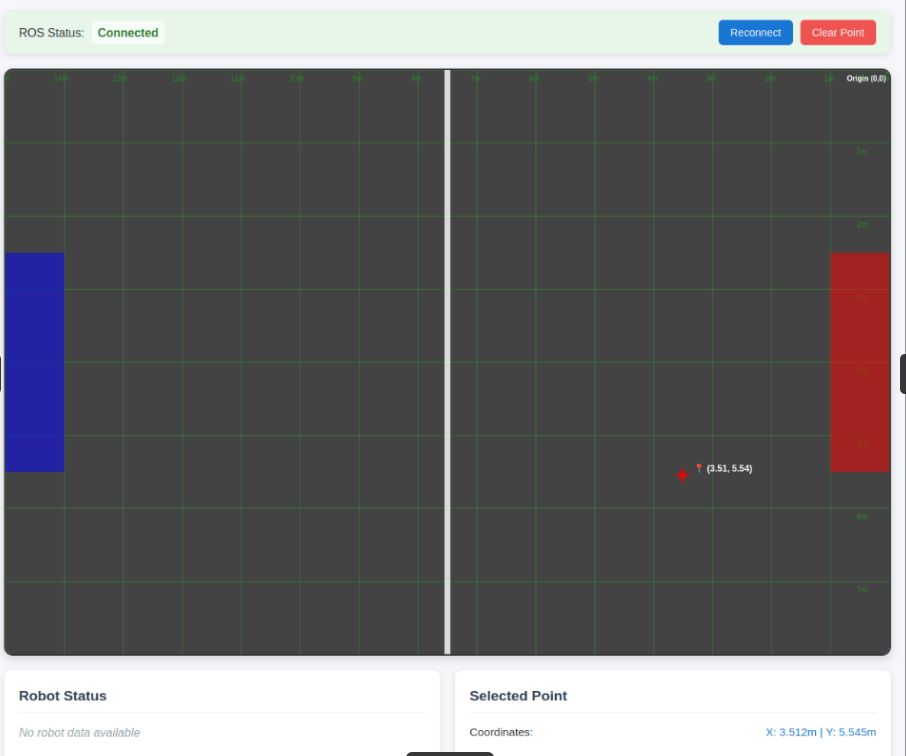 ROS Status: Connected Reconnect Clear Point
14m 13m 12m 11m 10m 9m 8m 7m 6m 5m 4m 3m 2m 1m Origin (0,0)
1m
2m
3m
4m
5m
📍 (3.51, 5.54)
6m
7m
Robot Status
No robot data available
Selected Point
Coordinates: X: 3.512m | Y: 5.545m